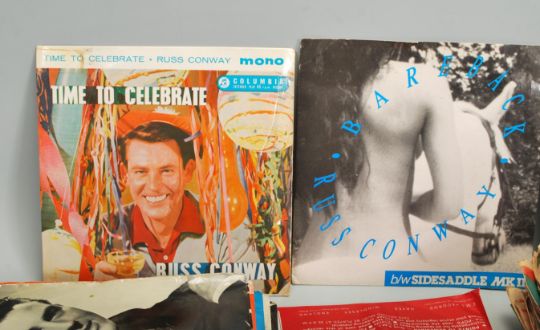 TIME TO CELEBRATE • RUSS CONWAY mono
COLUMBIA
TIME TO CELEBRATE
RUSS CONWAY
BAREBACK •
RUSS CONWAY •
b/w SIDESADDLE MK II